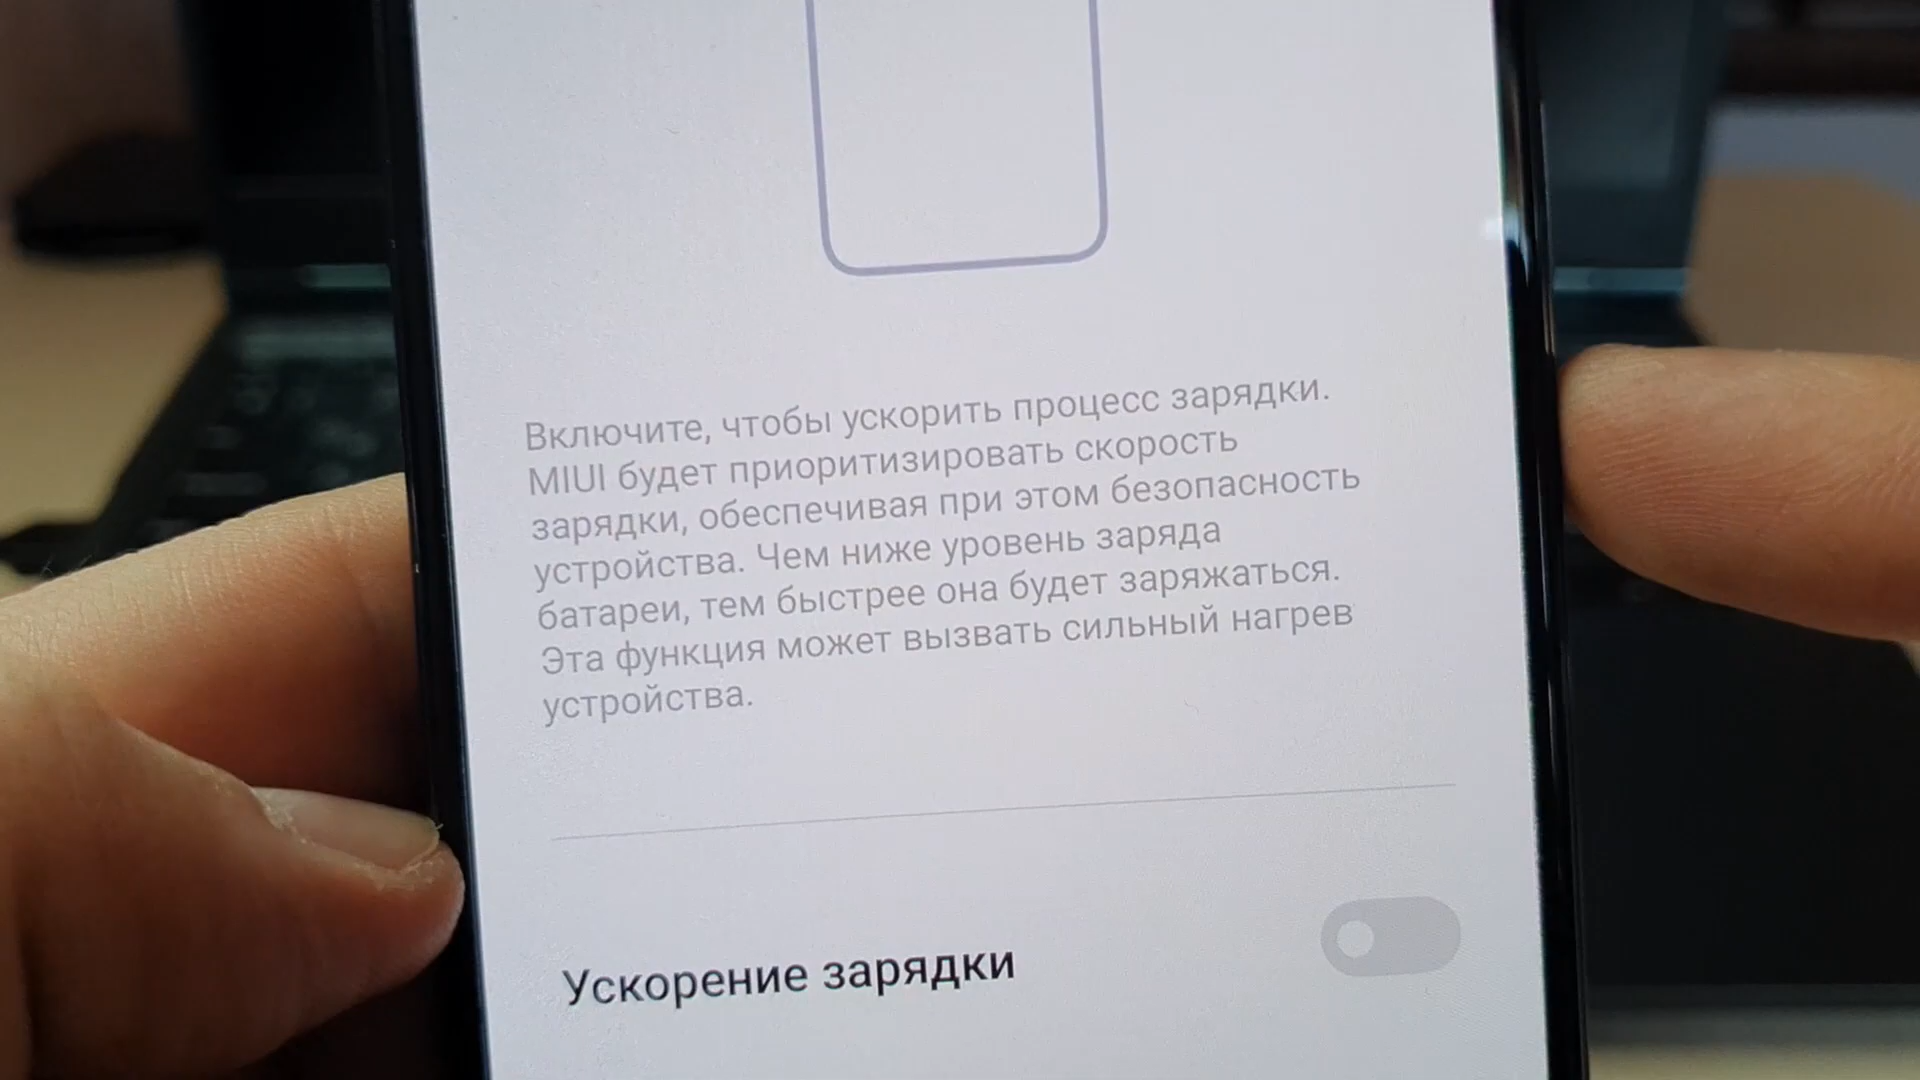 Включите, чтобы ускорить процесс зарядки.
MIUI будет приоритизировать скорость
зарядки, обеспечивая при этом безопасность
устройства. Чем ниже уровень заряда
батареи, тем быстрее она будет заряжаться.
Эта функция может вызвать сильный нагрев
устройства.
Ускорение зарядки